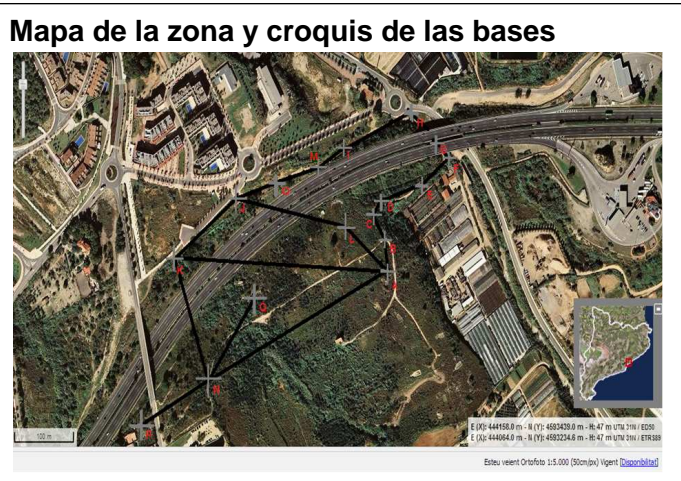 Mapa de la zona y croquis de las bases
H
I
M
J
L
K
N
100 m
E (X): 444158.0 m - N (Y): 4593439.0 m - H: 47 m UTM 31N / ED50
E (X): 444064.0 m - N (Y): 4593234.6 m - H: 47 m UTM 31N / ETRS89
Esteu veient Ortofoto 1:5.000 (50cm/px) Vigent [Disponibilitat]